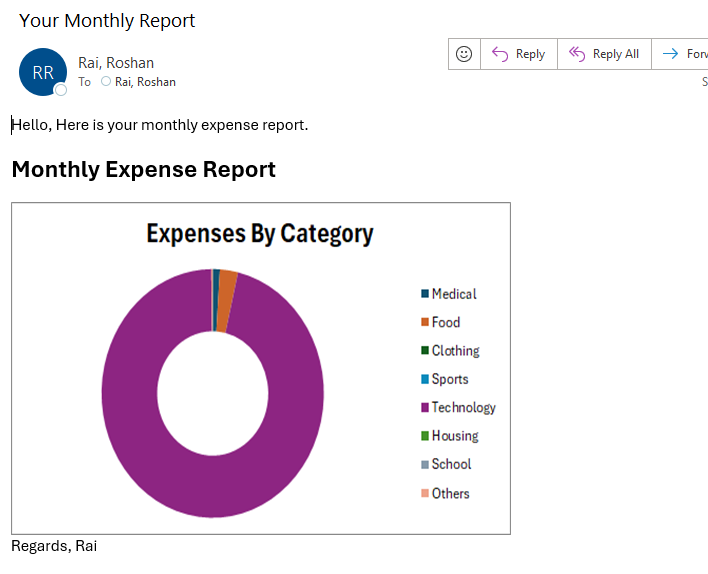 Your Monthly Report
RR
Rai, Roshan
To Rai, Roshan
Reply
Reply All
Forv
S
Hello, Here is your monthly expense report.
Monthly Expense Report
Expenses By Category
Medical
Food
Clothing
Sports
Technology
Housing
School
Others
Regards, Rai